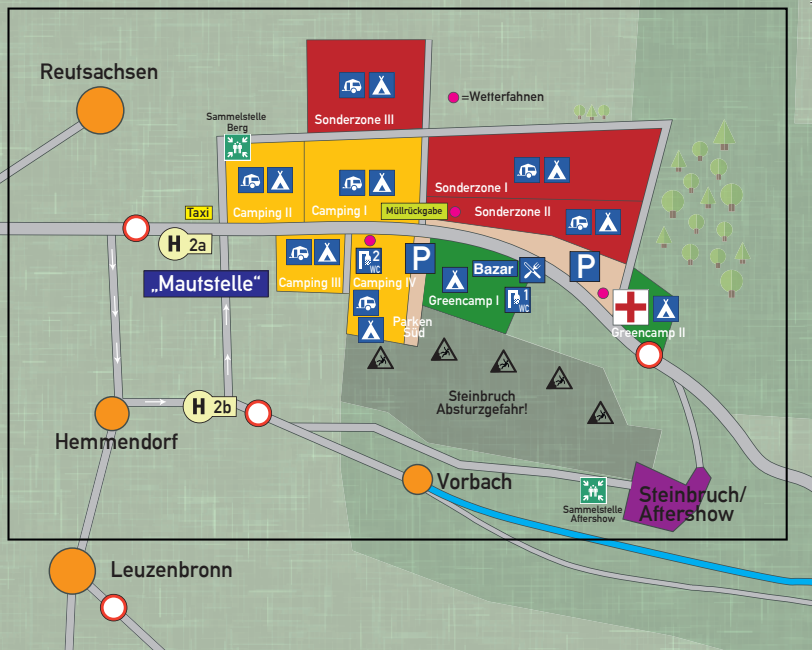 Reutsachsen
Sammelstelle
Berg
Sonderzone III
=Wetterfahnen
Taxi
Camping II
Camping I
Müllrückgabe
Sonderzone I
Sonderzone II
H 2a
„Mautstelle“
Camping III
2
WC
Camping IV
P
Bazar
P
Greencamp I
1
WC
Parken
Süd
Greencamp II
Steinbruch
Absturzgefahr!
H 2b
Hemmendorf
Vorbach
Sammelstelle
Aftershow
Steinbruch/
Aftershow
Leuzenbronn